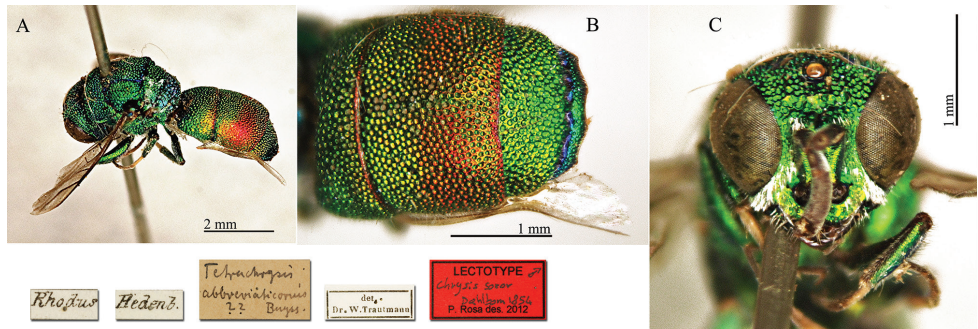 A
B
C
2 mm
1 mm
1 mm
Rhodus
Hedenb.
Tetrachrysis
abbreviaticornis
?? Buyss.
det.
Dr. W. Trautmann
LECTOTYPE ♂
Chrysis soror
Dahlbom 1854
P. Rosa des. 2012